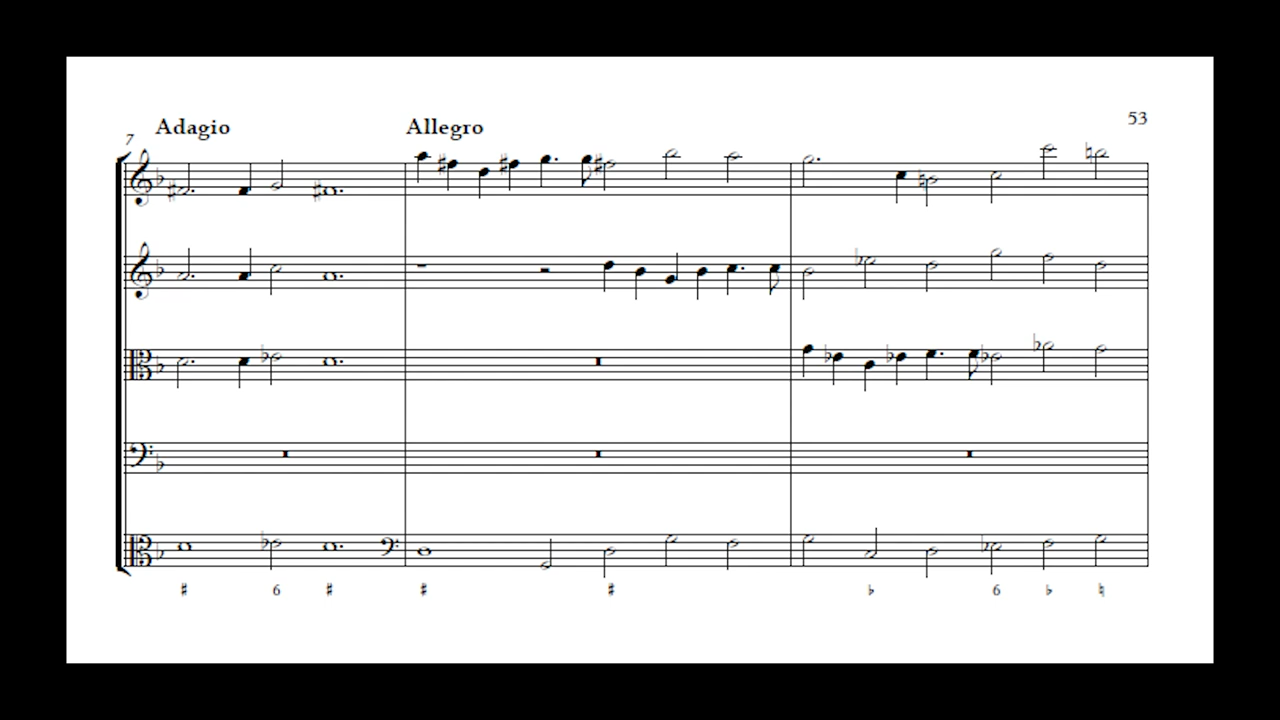 53
Adagio Allegro
7
♯ 6 ♯ ♯ ♯ ♭ 6 ♭ ♮